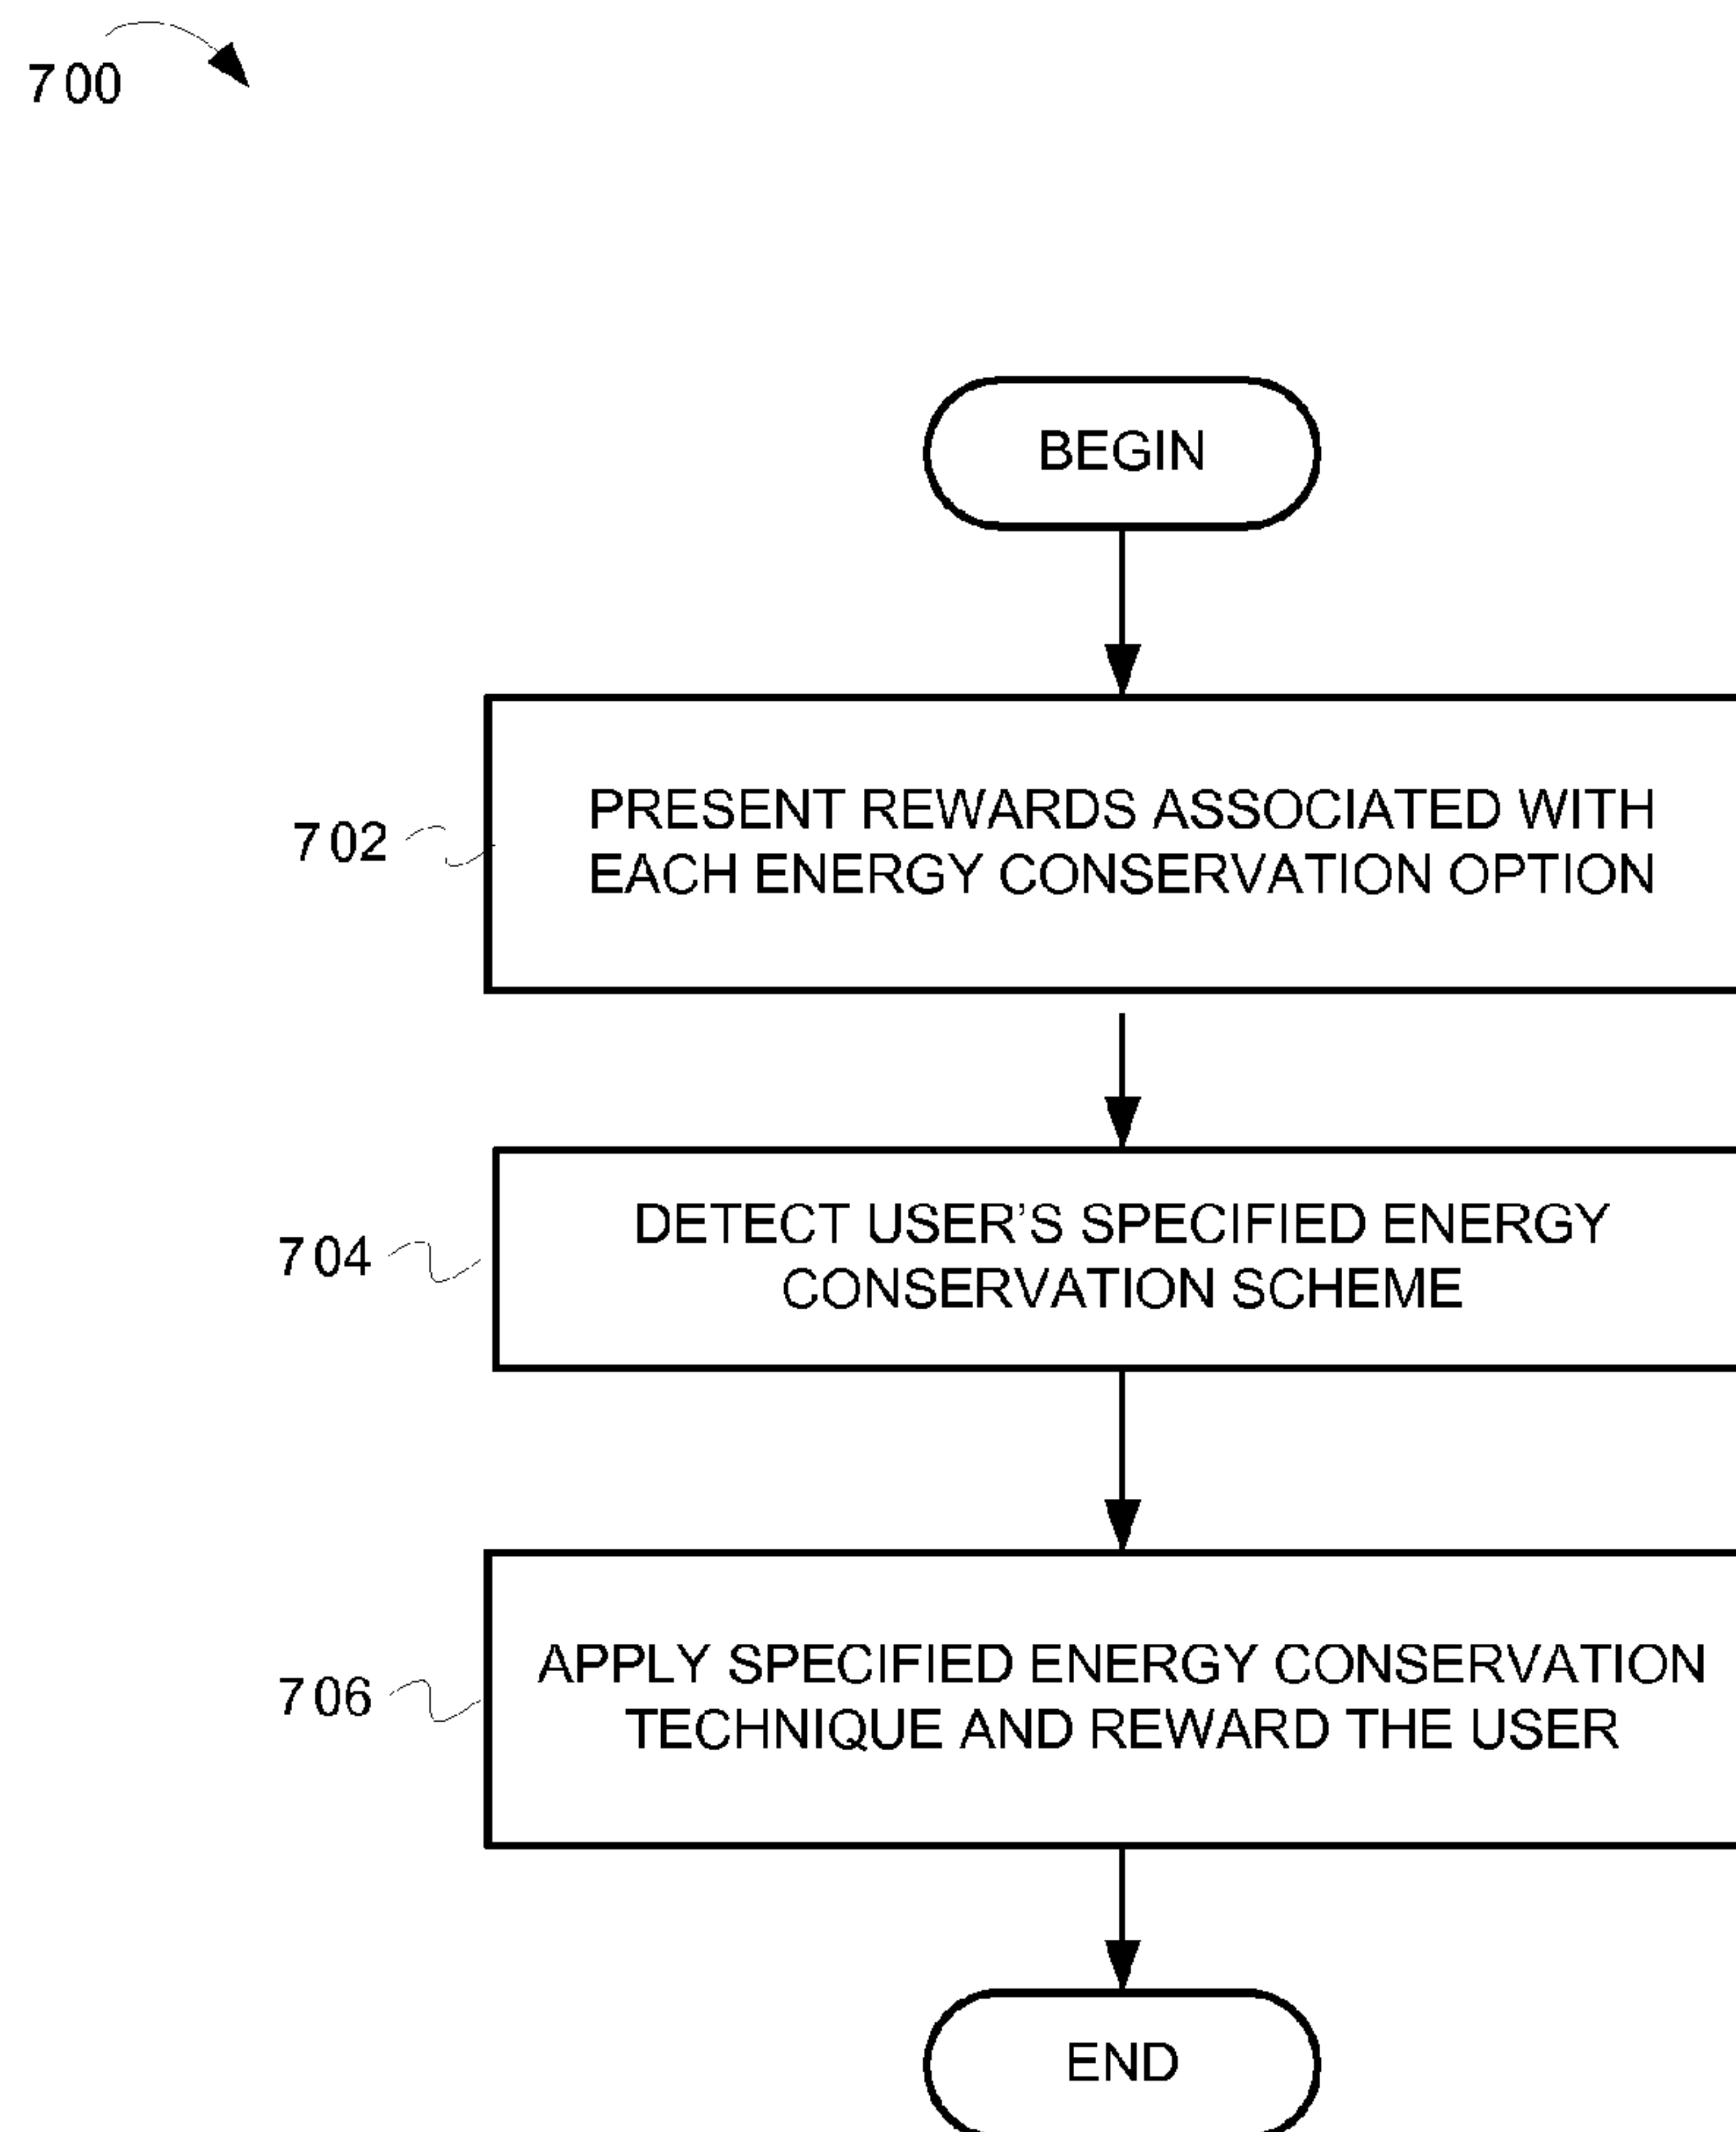 700
BEGIN
702
PRESENT REWARDS ASSOCIATED WITH
EACH ENERGY CONSERVATION OPTION
704
DETECT USER'S SPECIFIED ENERGY
CONSERVATION SCHEME
706
APPLY SPECIFIED ENERGY CONSERVATION
TECHNIQUE AND REWARD THE USER
END